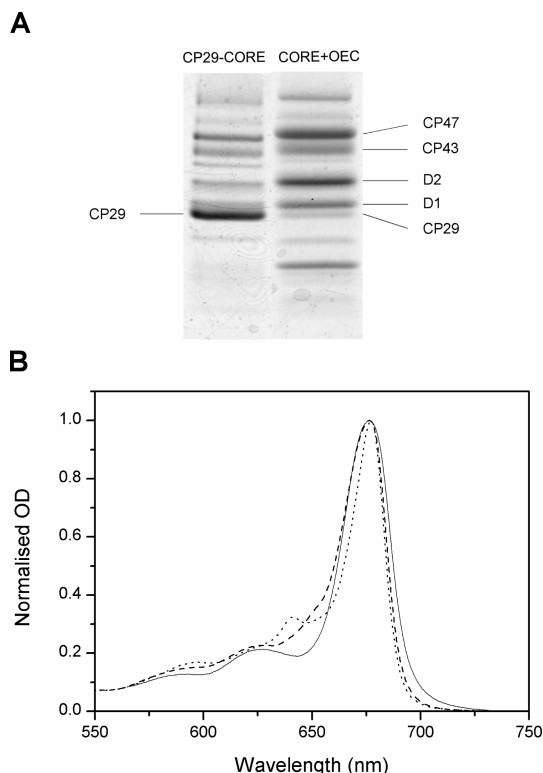 A
CP29-CORE CORE+OEC
CP47
CP43
D2
D1
CP29
CP29
B
1.0
0.8
0.6
0.4
0.2
0.0
Normalised OD
550 600 650 700 750
Wavelength (nm)